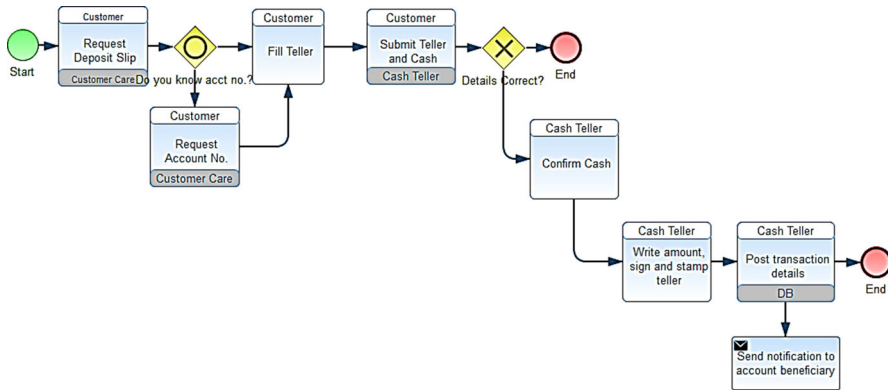 Customer
Request
Deposit Slip
Customer Care
Start
Do you know acct no.?
Customer
Fill Teller
Customer
Submit Teller
and Cash
Cash Teller
Details Correct?
End
Customer
Request
Account No.
Customer Care
Cash Teller
Confirm Cash
Cash Teller
Write amount,
sign and stamp
teller
Cash Teller
Post transaction
details
DB
End
Send notification to
account beneficiary